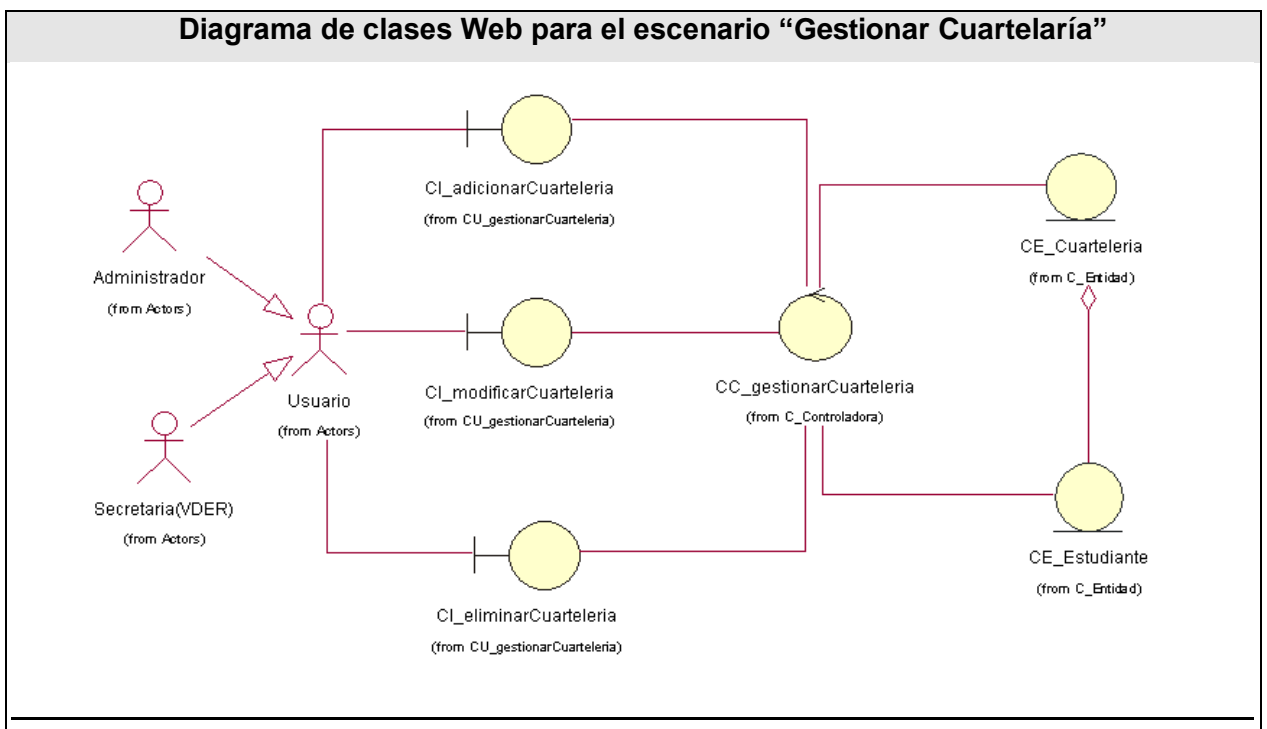 Diagrama de clases Web para el escenario “Gestionar Cuartelaría”
CI_adicionarCuarteleria
(from CU_gestionarCuarteleria)
Administrador
(from Actors)
CE_Cuarteleria
(from C_Entidad)
Usuario
(from Actors)
CI_modificarCuarteleria
(from CU_gestionarCuarteleria)
CC_gestionarCuarteleria
(from C_Controladora)
Secretaria(VDER)
(from Actors)
CI_eliminarCuarteleria
(from CU_gestionarCuarteleria)
CE_Estudiante
(from C_Entidad)